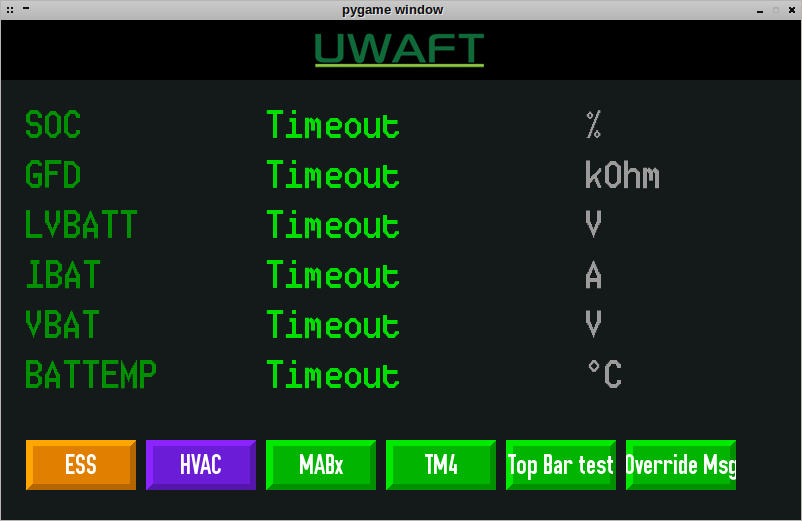 pygame window
UWAFT
SOC Timeout %
GFD Timeout kOhm
LVBATT Timeout V
IBAT Timeout A
VBAT Timeout V
BATTEMP Timeout °C
ESS HVAC MABx TM4 Top Bar test Override Msg